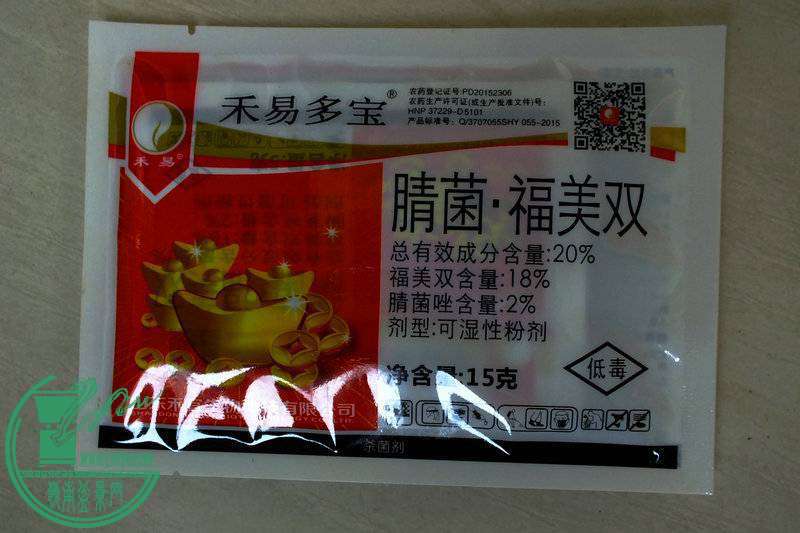 禾易多宝®
农药登记证号:PD20152306
农药生产许可证(或生产批准文件)号:
HNP 37229-D5101
产品标准号: Q/3707055SHY 055-2015
禾易®
腈菌·福美双
总有效成分含量:20%
福美双含量:18%
腈菌唑含量:2%
剂型:可湿性粉剂
低毒
净含量:15克
有限公司
杀菌剂